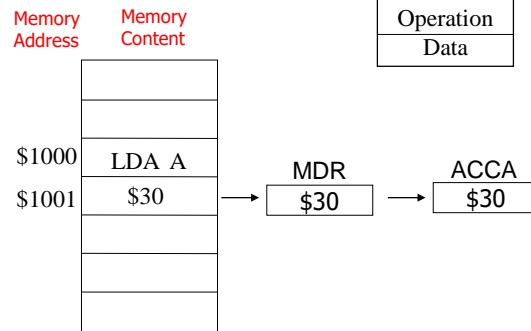 Memory Address
Memory Content
Operation
Data
$1000
LDA A
$1001
$30
MDR
$30
ACCA
$30